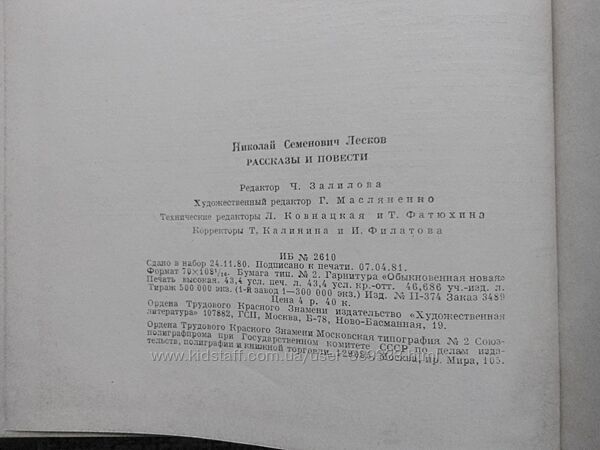 Николай Семенович Лесков
РАССКАЗЫ И ПОВЕСТИ
Редактор Ч. Залилова
Художественный редактор Г. Масляненко
Технические редакторы Л. Ковнацкая и Т. Фатюхина
Корректоры Т. Калинина и И. Филатова
ИБ № 2610
Сдано в набор 24.11.80. Подписано к печати. 07.04.81.
Формат 70×108¹/₁₆. Бумага тип. № 2. Гарнитура «Обыкновенная новая»
Печать высокая. 43,4 усл. печ. л. 43,4 усл. кр.-отт. 46,686 уч.-изд. л.
Тираж 500 000 экз. (1-й завод 1—300 000 экз.) Изд. № П-374 Заказ 3489
Цена 4 р. 40 к.
Ордена Трудового Красного Знамени издательство «Художественная
литература» 107882, ГСП, Москва, Б-78, Ново-Басманная, 19.
Ордена Трудового Красного Знамени Московская типография № 2 Союз-
полиграфпрома при Государственном комитете СССР по делам изда-
тельств, полиграфии и книжной торговли. Москва, пр. Мира, 105.
www.kidstaff.com.ua